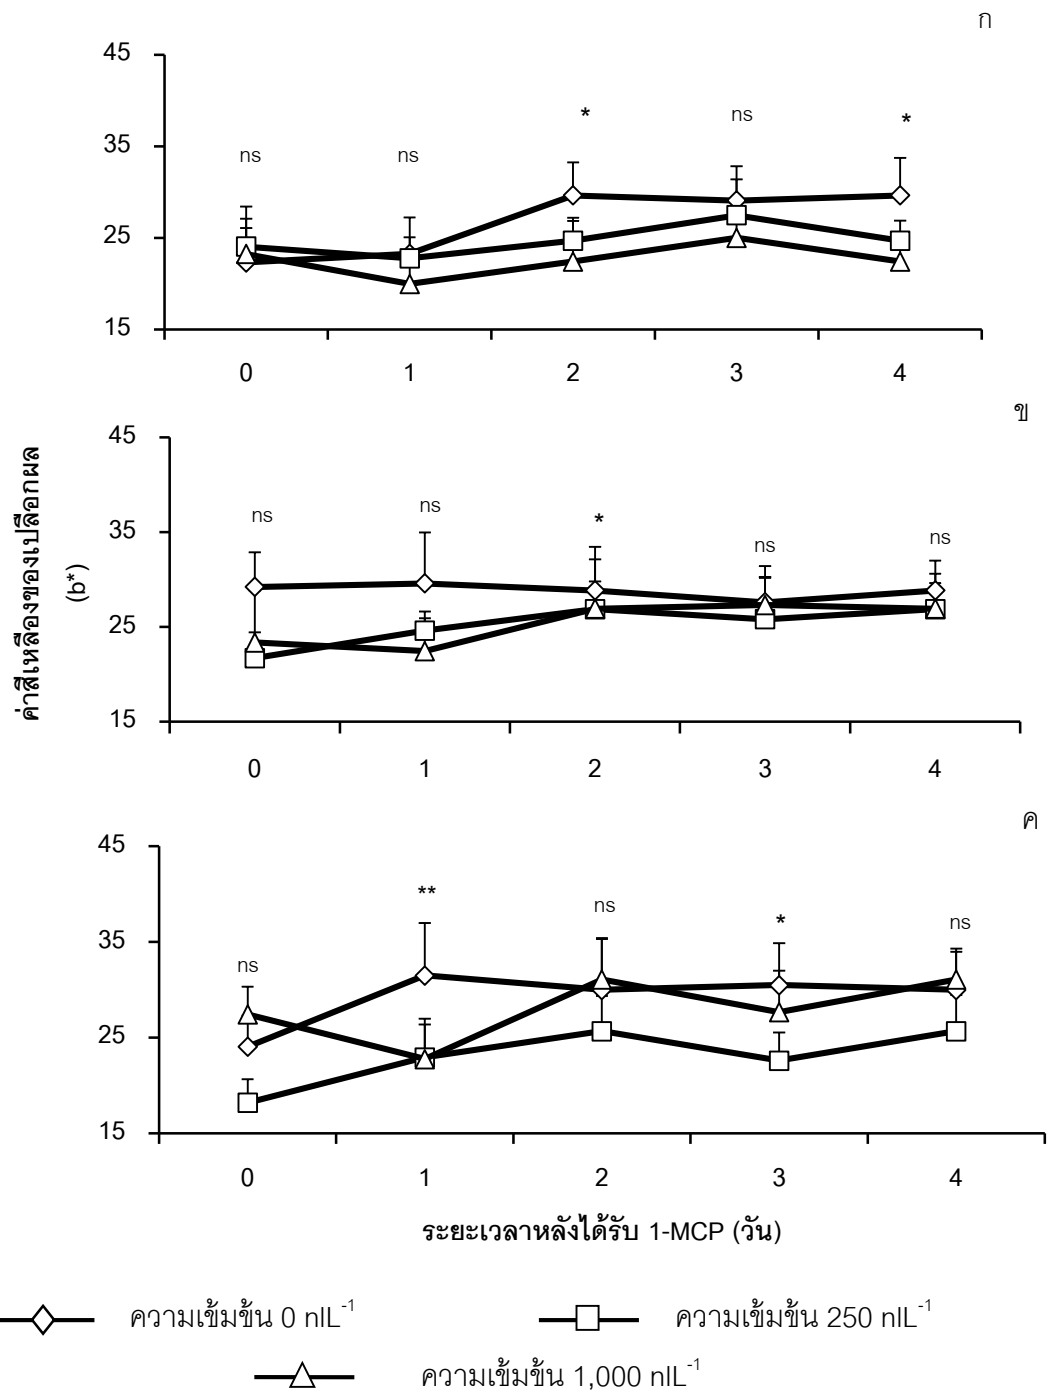 ก
45
* ns *
35
ns ns
25
15
0 1 2 3 4
ข
45
ns ns * ns ns
35
25
15
0 1 2 3 4
ค่าสีเหลืองของเปลือกผล
(b*)
ค
45
** ns * ns
35
ns
25
15
0 1 2 3 4
ระยะเวลาหลังได้รับ 1-MCP (วัน)
ความเข้มข้น 0 nlL-1 ความเข้มข้น 250 nlL-1
ความเข้มข้น 1,000 nlL-1